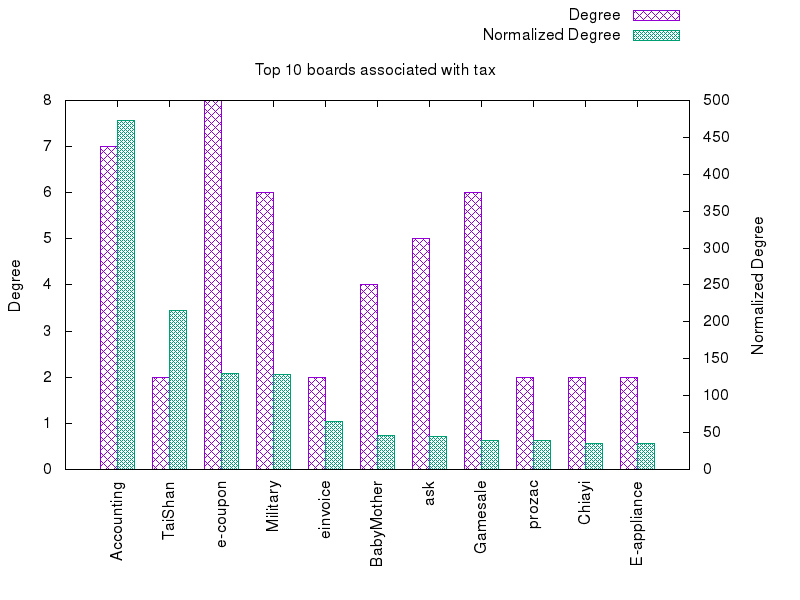 Degree
Normalized Degree
Top 10 boards associated with tax
8
7
6
5
4
3
2
1
0
500
450
400
350
300
250
200
150
100
50
0
Degree
Normalized Degree
Accounting
TaiShan
e-coupon
Military
einvoice
BabyMother
ask
Gamesale
prozac
Chiayi
E-appliance